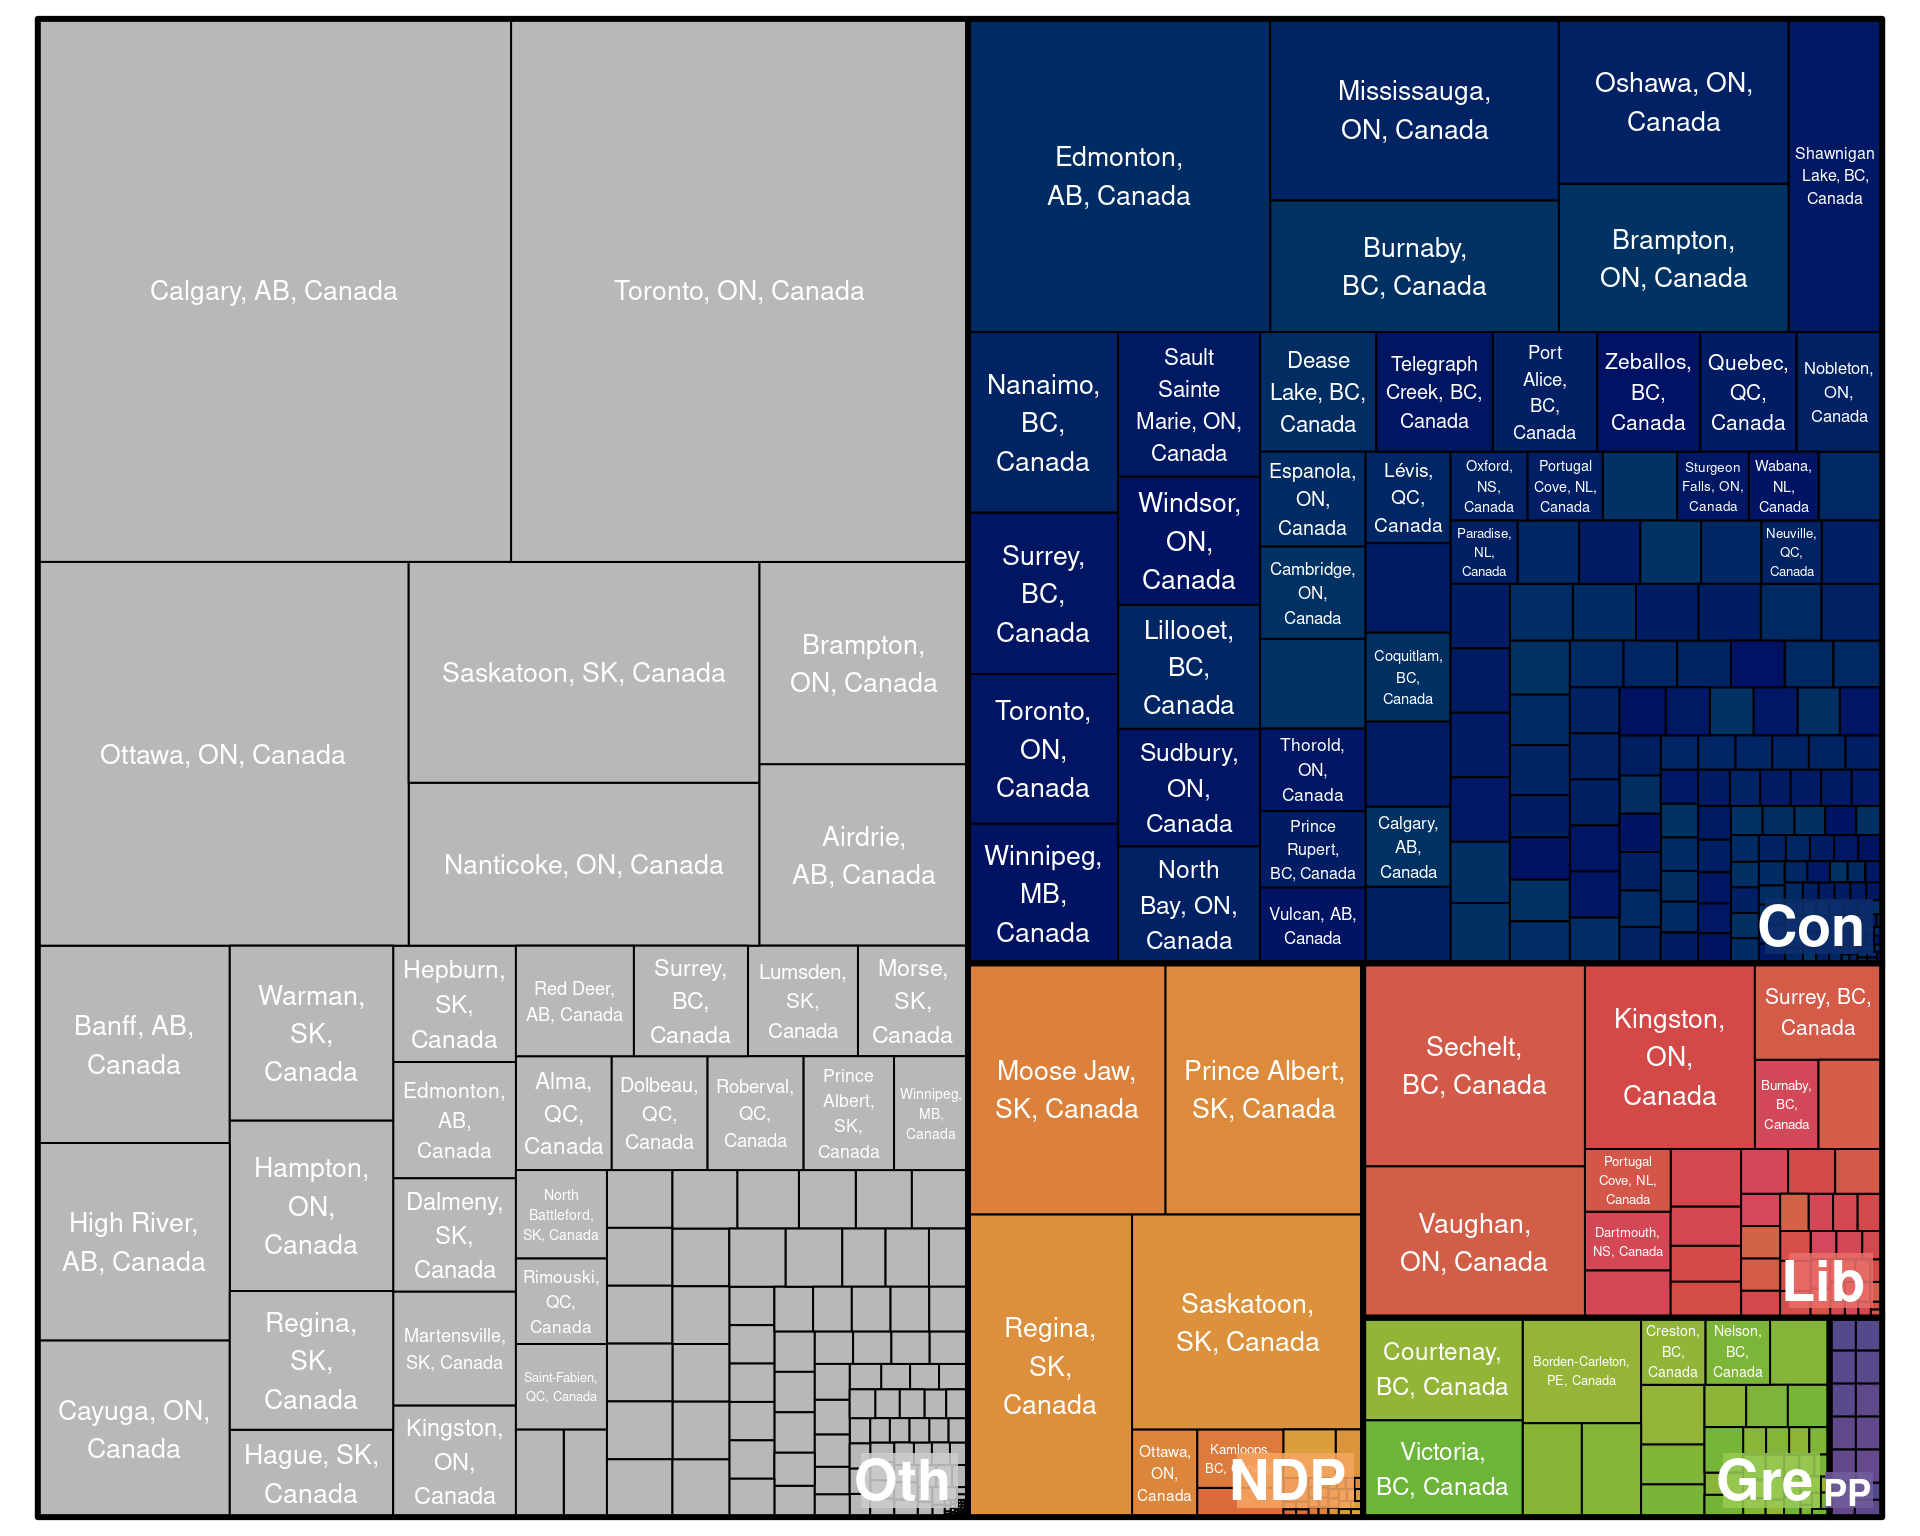 Calgary, AB, Canada
Toronto, ON, Canada
Ottawa, ON, Canada
Saskatoon, SK, Canada
Nanticoke, ON, Canada
Brampton,
ON, Canada
Airdrie,
AB, Canada
Banff, AB,
Canada
High River,
AB, Canada
Cayuga, ON,
Canada
Warman,
SK,
Canada
Hampton,
ON,
Canada
Regina,
SK,
Canada
Hague, SK,
Canada
Hepburn,
SK,
Canada
Edmonton,
AB,
Canada
Dalmeny,
SK,
Canada
Martensville,
SK, Canada
Kingston,
ON,
Canada
Red Deer,
AB, Canada
Surrey,
BC,
Canada
Lumsden,
SK,
Canada
Morse,
SK,
Canada
Alma,
QC,
Canada
Dolbeau,
QC,
Canada
Roberval,
QC,
Canada
Prince
Albert,
SK,
Canada
Winnipeg,
MB,
Canada
North
Battleford,
SK, Canada
Rimouski,
QC,
Canada
Saint-Fabien,
QC, Canada
Oth
Edmonton,
AB, Canada
Mississauga,
ON, Canada
Burnaby,
BC, Canada
Oshawa, ON,
Canada
Brampton,
ON, Canada
Shawnigan
Lake, BC,
Canada
Nanaimo,
BC,
Canada
Surrey,
BC,
Canada
Toronto,
ON,
Canada
Winnipeg,
MB,
Canada
Sault
Sainte
Marie, ON,
Canada
Windsor,
ON,
Canada
Lillooet,
BC,
Canada
Sudbury,
ON,
Canada
North
Bay, ON,
Canada
Dease
Lake, BC,
Canada
Telegraph
Creek, BC,
Canada
Port
Alice,
BC,
Canada
Zeballos,
BC,
Canada
Quebec,
QC,
Canada
Nobleton,
ON,
Canada
Espanola,
ON,
Canada
Cambridge,
ON,
Canada
Thorold,
ON,
Canada
Prince
Rupert,
BC, Canada
Vulcan, AB,
Canada
Lévis,
QC,
Canada
Coquitlam,
BC,
Canada
Calgary,
AB,
Canada
Oxford,
NS,
Canada
Portugal
Cove, NL,
Canada
Sturgeon
Falls, ON,
Canada
Wabana,
NL,
Canada
Paradise,
NL,
Canada
Neuville,
QC,
Canada
Con
Moose Jaw,
SK, Canada
Prince Albert,
SK, Canada
Regina,
SK,
Canada
Saskatoon,
SK, Canada
Ottawa,
ON,
Canada
Kamloops,
BC,
NDP
Sechelt,
BC, Canada
Vaughan,
ON, Canada
Kingston,
ON,
Canada
Surrey, BC,
Canada
Burnaby,
BC,
Canada
Portugal
Cove, NL,
Canada
Dartmouth,
NS, Canada
Lib
Courtenay,
BC, Canada
Victoria,
BC, Canada
Borden-Carleton,
PE, Canada
Creston,
BC,
Canada
Nelson,
BC,
Canada
Gre
PP